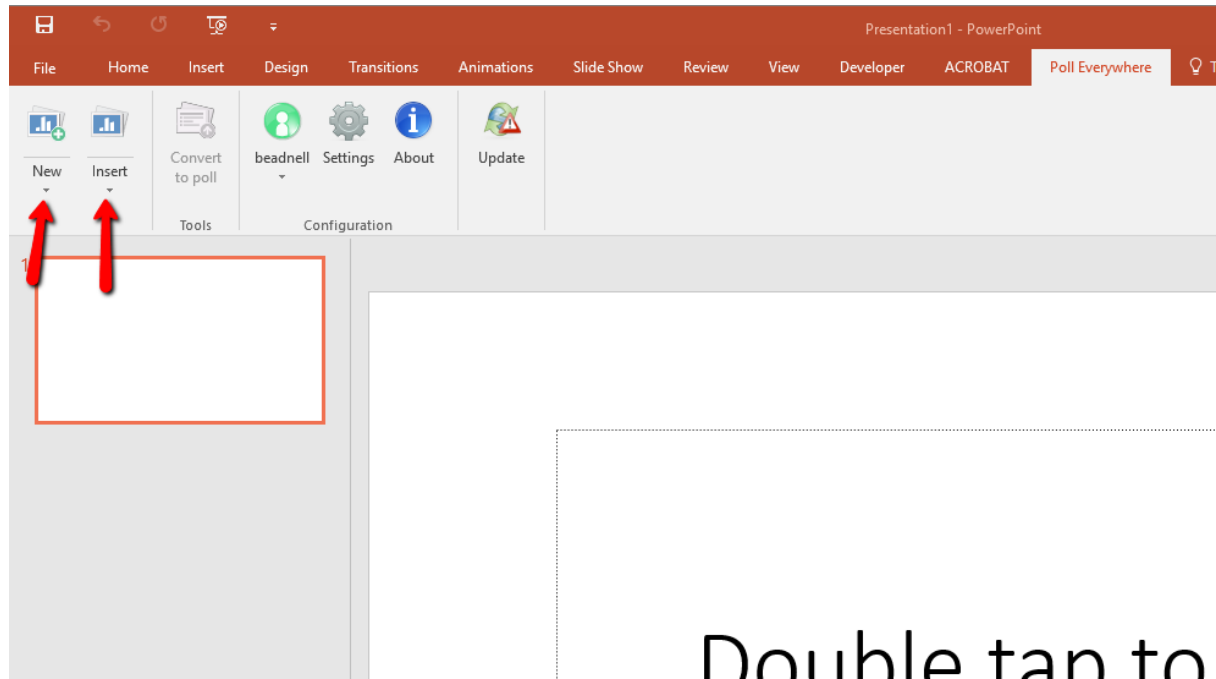 Presentation1 - PowerPoint
File Home Insert Design Transitions Animations Slide Show Review View Developer ACROBAT Poll Everywhere
New Insert Convert to poll beadnell Settings About Update
Tools Configuration
1
Double tap to